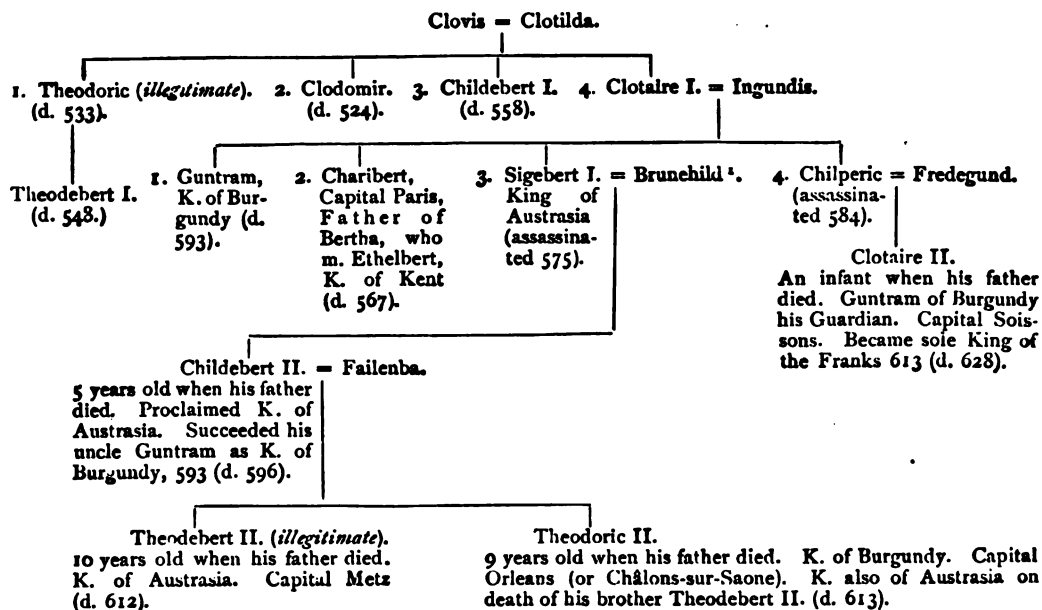 Clovis = Clotilda.
1. Theodoric (illegitimate).
(d. 533).
2. Clodomir.
(d. 524).
3. Childebert I.
(d. 558).
4. Clotaire I. = Ingundis.
Theodebert I.
(d. 548.)
1. Guntram,
K. of Bur-
gundy (d.
593).
2. Charibert,
Capital Paris,
Father of
Bertha, who
m. Ethelbert,
K. of Kent
(d. 567).
3. Sigebert I. = Brunehild ¹.
King of
Austrasia
(assassina-
ted 575).
4. Chilperic = Fredegund.
(assassina-
ted 584).
Clotaire II.
An infant when his father
died. Guntram of Burgundy
his Guardian. Capital Sois-
sons. Became sole King of
the Franks 613 (d. 628).
Childebert II. = Failenba.
5 years old when his father
died. Proclaimed K. of
Austrasia. Succeeded his
uncle Guntram as K. of
Burgundy, 593 (d. 596).
Theodebert II. (illegitimate).
10 years old when his father died.
K. of Austrasia. Capital Metz
(d. 612).
Theodoric II.
9 years old when his father died. K. of Burgundy. Capital
Orleans (or Châlons-sur-Saone). K. also of Austrasia on
death of his brother Theodebert II. (d. 613).